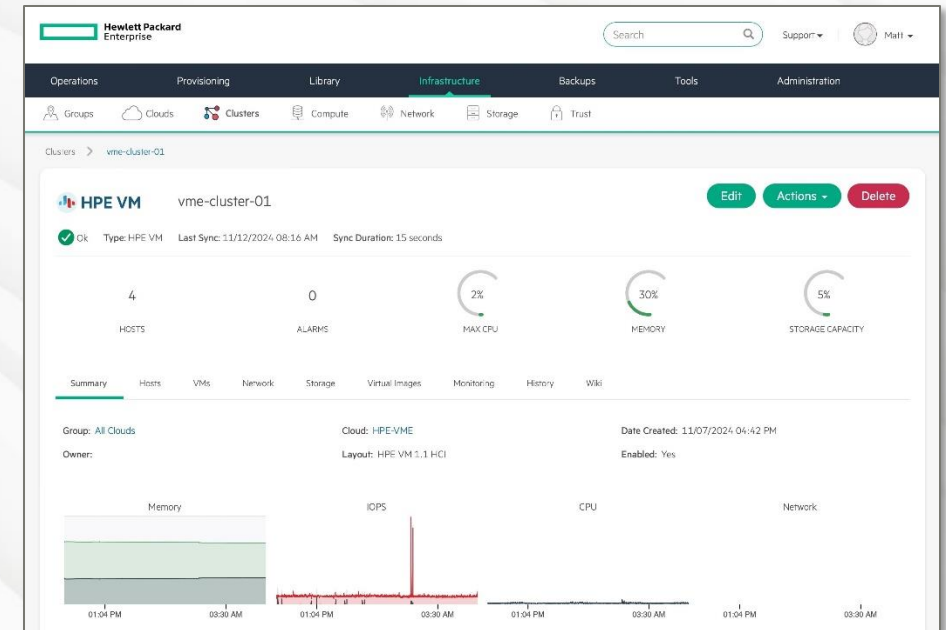 Hewlett Packard
Enterprise
Search
Support
Matt
Operations Provisioning Library Infrastructure Backups Tools Administration
Groups Clouds Clusters Compute Network Storage Trust
Clusters > vme-cluster-01
HPE VM vme-cluster-01 Edit Actions Delete
Ok Type: HPE VM Last Sync: 11/12/2024 08:16 AM Sync Duration: 15 seconds
4 0 2% 30% 5%
HOSTS ALARMS MAX CPU MEMORY STORAGE CAPACITY
Summary Hosts VMs Network Storage Virtual Images Monitoring History Wiki
Group: All Clouds Cloud: HPE-VME Date Created: 11/07/2024 04:42 PM
Owner: Layout: HPE VM 1.1 HCI Enabled: Yes
Memory IOPS CPU Network
01:04 PM 03:30 AM 01:04 PM 03:30 AM 01:04 PM 03:30 AM 01:04 PM 03:30 AM